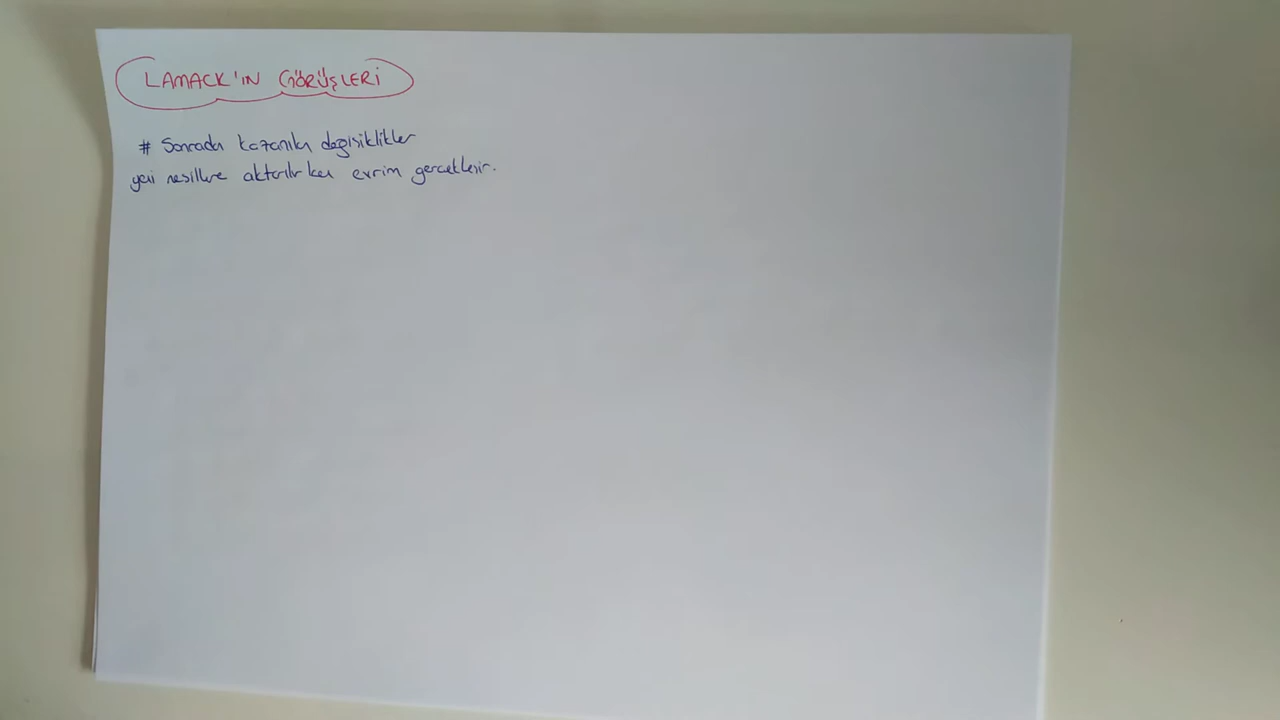 LAMACK'IN GÖRÜŞLERİ
# Sonradan kazanılan değişiklikler
yeni nesillere aktarılırken evrim gerçekleşir.